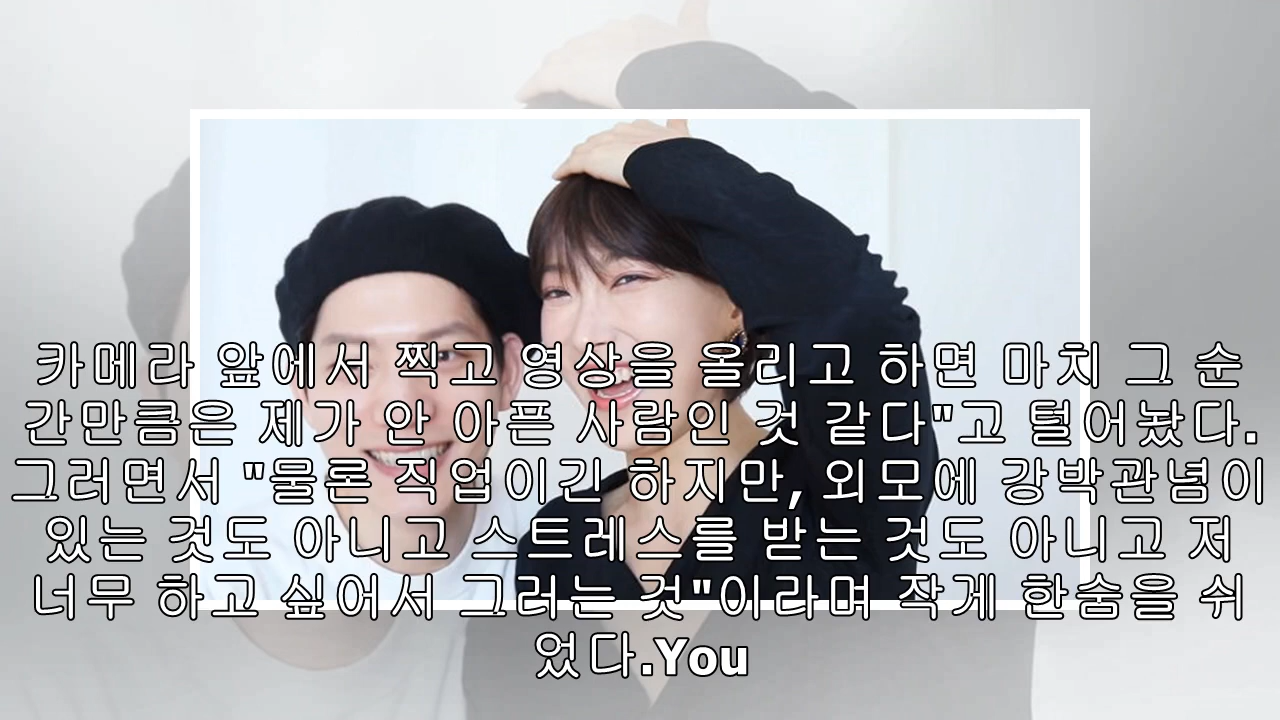 카메라 앞에서 찍고 영상을 올리고 하면 마치 그 순
간만큼은 제가 안 아픈 사람인 것 같다"고 털어놨다.
그러면서 "물론 직업이긴 하지만, 외모에 강박관념이
있는 것도 아니고 스트레스를 받는 것도 아니고 저
너무 하고 싶어서 그러는 것"이라며 작게 한숨을 쉬
었다.You